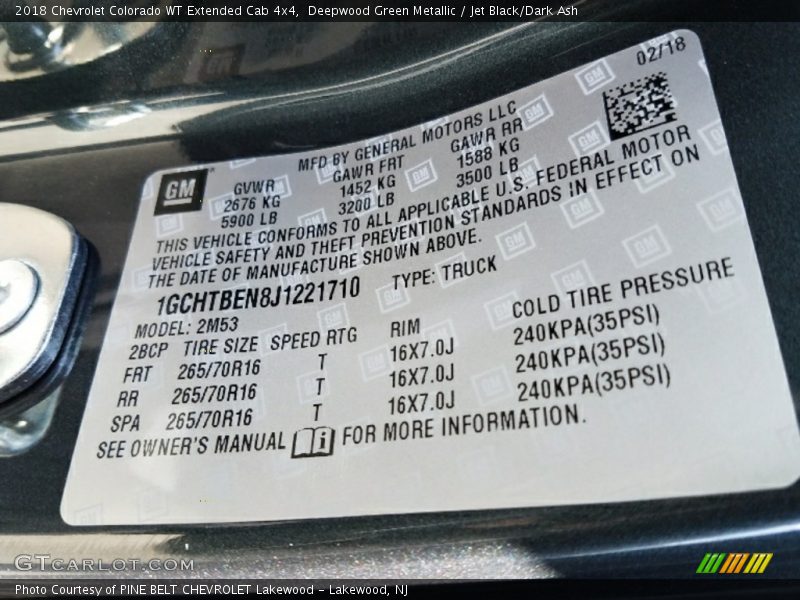 2018 Chevrolet Colorado WT Extended Cab 4x4, Deepwood Green Metallic / Jet Black/Dark Ash
02/18
MFD BY GENERAL MOTORS LLC
GM
GVWR GAWR FRT GAWR RR
2676 KG 1452 KG 1588 KG
5900 LB 3200 LB 3500 LB
THIS VEHICLE CONFORMS TO ALL APPLICABLE U.S. FEDERAL MOTOR
VEHICLE SAFETY AND THEFT PREVENTION STANDARDS IN EFFECT ON
THE DATE OF MANUFACTURE SHOWN ABOVE.
1GCHTBEN8J1221710 TYPE: TRUCK
MODEL: 2M53
2BCP TIRE SIZE SPEED RTG RIM COLD TIRE PRESSURE
FRT 265/70R16 T 16X7.0J 240KPA(35PSI)
RR 265/70R16 T 16X7.0J 240KPA(35PSI)
SPA 265/70R16 T 16X7.0J 240KPA(35PSI)
SEE OWNER'S MANUAL i FOR MORE INFORMATION.
GTCARLOT.COM
Photo Courtesy of PINE BELT CHEVROLET Lakewood - Lakewood, NJ